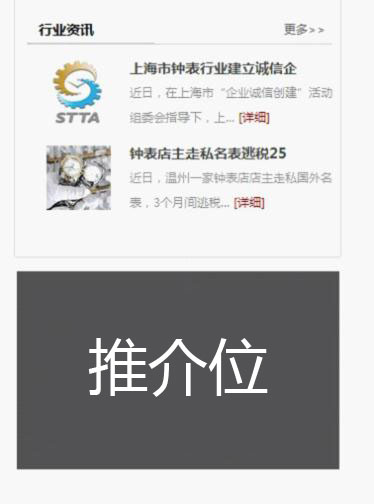 行业资讯 更多>>
上海市钟表行业建立诚信企
近日，在上海市“企业诚信创建”活动
组委会指导下，上... [详细]
STTA
钟表店主走私名表逃税25
近日，温州一家钟表店店主走私国外名
表，3个月间逃税... [详细]
推介位